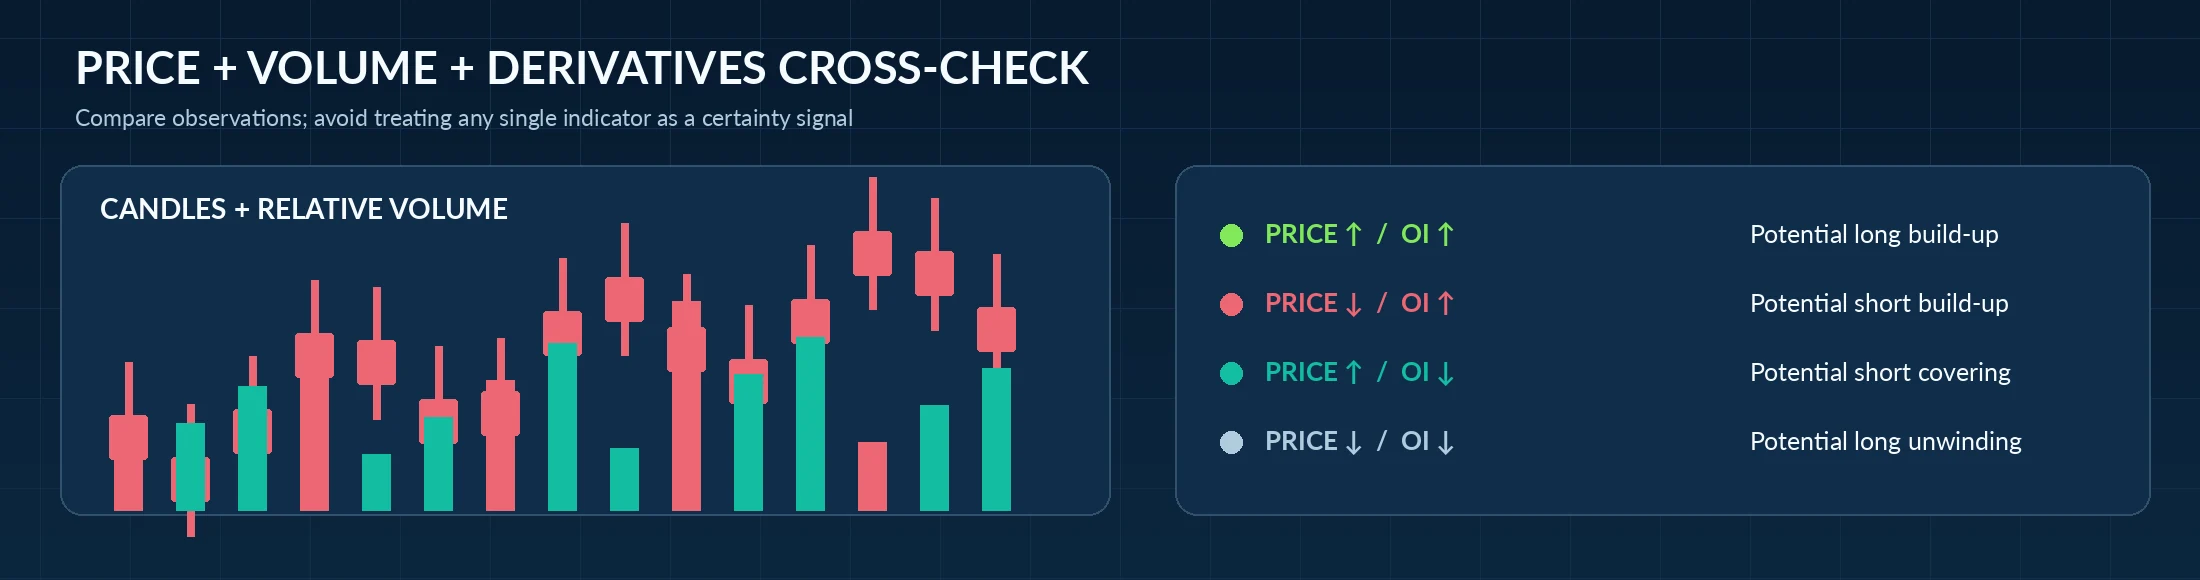 PRICE + VOLUME + DERIVATIVES CROSS-CHECK
Compare observations; avoid treating any single indicator as a certainty signal
CANDLES + RELATIVE VOLUME
PRICE ↑ / OI ↑ Potential long build-up
PRICE ↓ / OI ↑ Potential short build-up
PRICE ↑ / OI ↓ Potential short covering
PRICE ↓ / OI ↓ Potential long unwinding